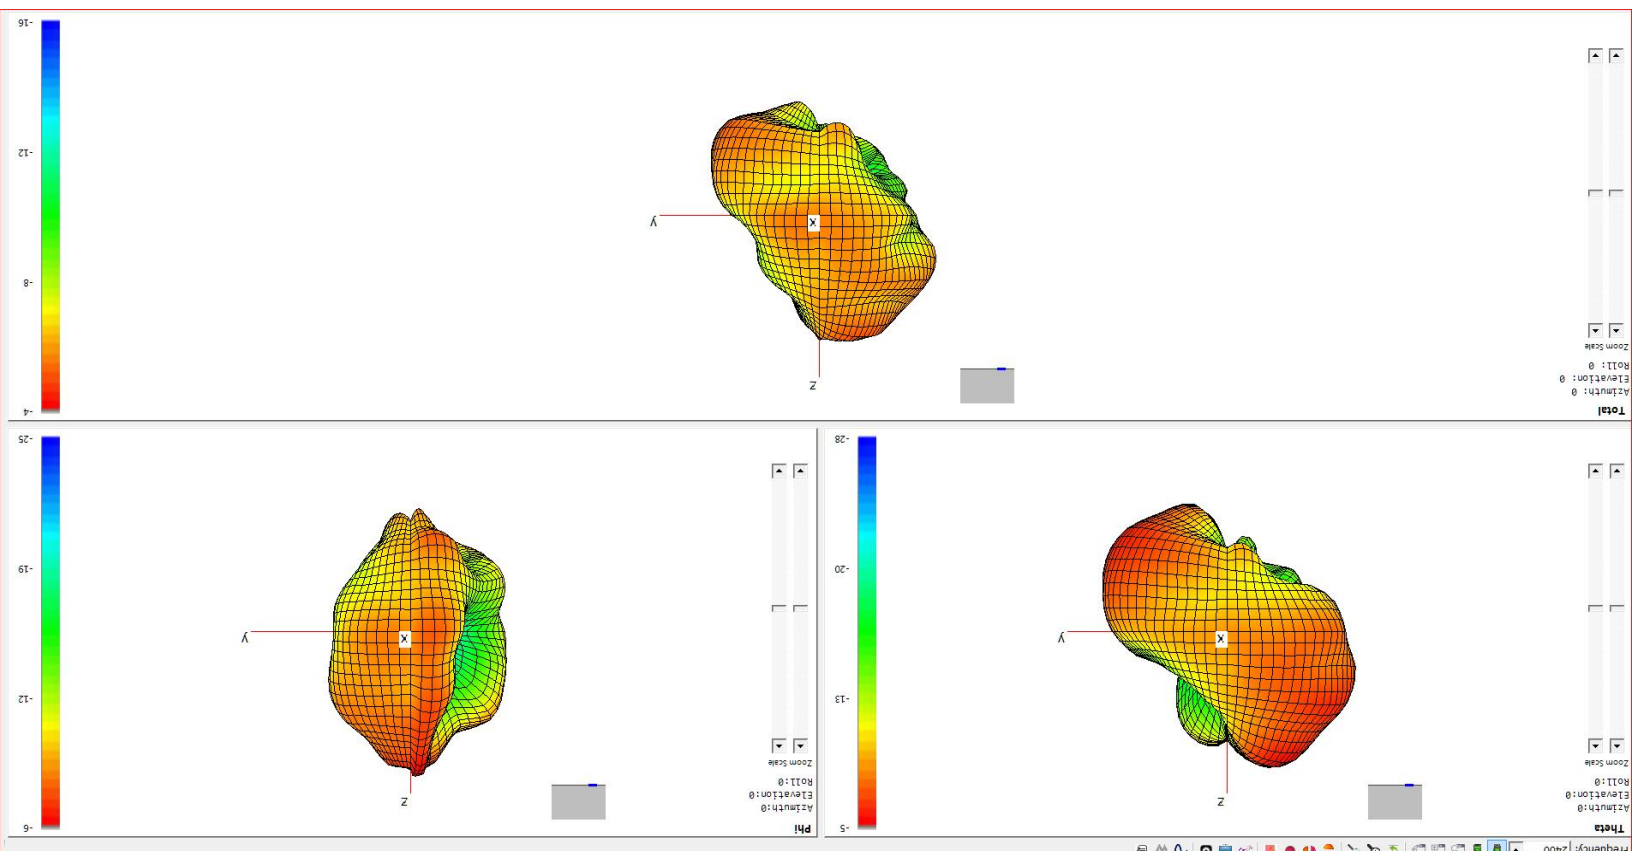 Frequency: 2400
Theta
Azimuth:0
Elevation:0
Roll:0
Zoom Scale
Z
X
Y
-5
-13
-20
-28
Phi
Azimuth:0
Elevation:0
Roll:0
Zoom Scale
Z
X
Y
-6
-12
-19
-25
Total
Azimuth: 0
Elevation: 0
Roll: 0
Zoom Scale
Z
X
Y
-4
-8
-12
-16